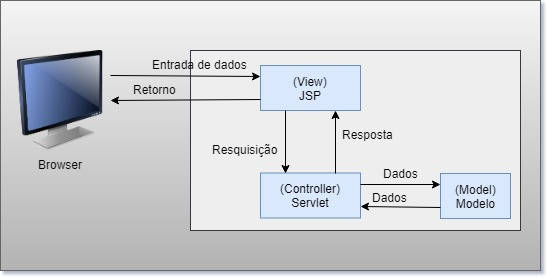 Entrada de dados
Retorno
Browser
(View)
JSP
Resquisição
Resposta
(Controller)
Servlet
Dados
Dados
(Model)
Modelo